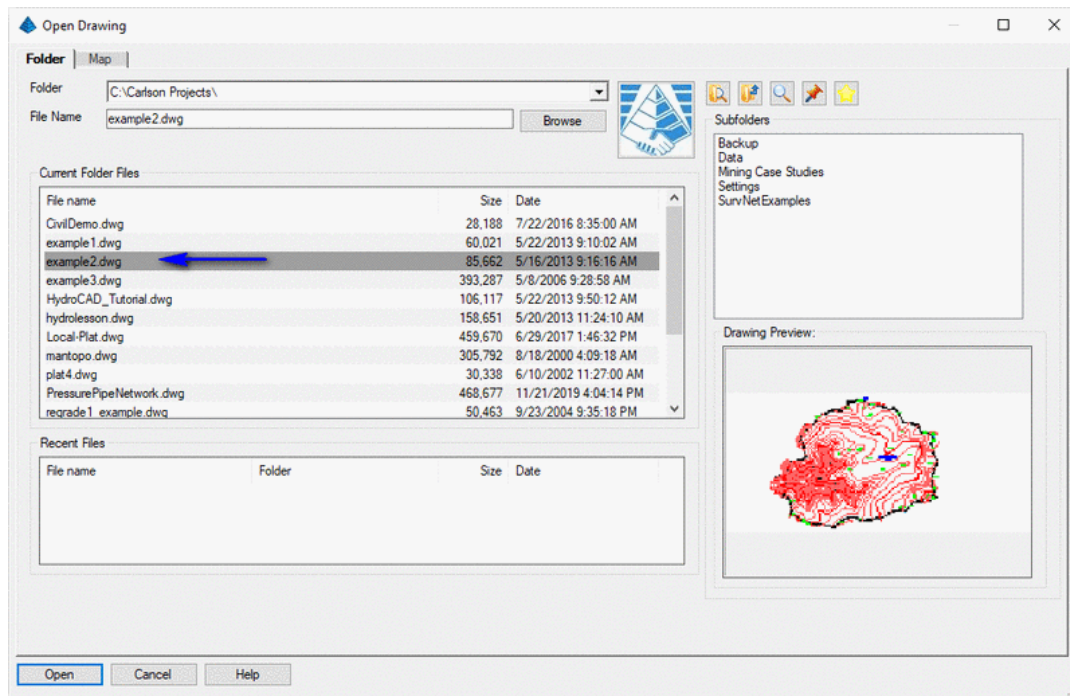 Open Drawing
Folder Map
Folder C:\Carlson Projects\
File Name example2.dwg Browse
Current Folder Files
File name Size Date
CivilDemo.dwg 28,188 7/22/2016 8:35:00 AM
example1.dwg 60,021 5/22/2013 9:10:02 AM
example2.dwg 85,662 5/16/2013 9:16:16 AM
example3.dwg 393,287 5/8/2006 9:28:58 AM
HydroCAD_Tutorial.dwg 106,117 5/22/2013 9:50:12 AM
hydrolesson.dwg 158,651 5/20/2013 11:24:10 AM
Local-Plat.dwg 459,670 6/29/2017 1:46:32 PM
mantopo.dwg 305,792 8/18/2000 4:09:18 AM
plat4.dwg 30,338 6/10/2002 11:27:00 AM
PressurePipeNetwork.dwg 468,677 11/21/2019 4:04:14 PM
regrade1_example.dwg 50,463 9/23/2004 9:35:18 PM
Recent Files
File name Folder Size Date
Subfolders
Backup
Data
Mining Case Studies
Settings
SurvNetExamples
Drawing Preview:
Open Cancel Help